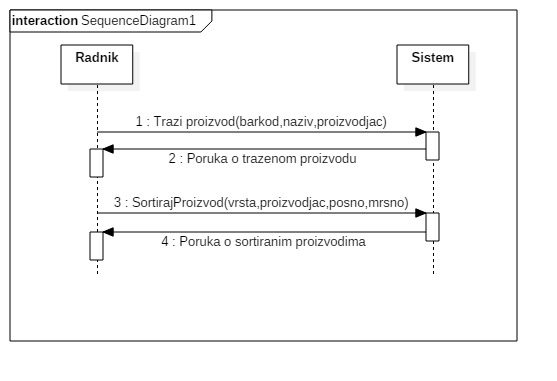 interaction SequenceDiagram1
Radnik
Sistem
1 : Trazi proizvod(barkod,naziv,proizvodjac)
2 : Poruka o trazenom proizvodu
3 : SortirajProizvod(vrsta,proizvodjac,posno,mrsno)
4 : Poruka o sortiranim proizvodima